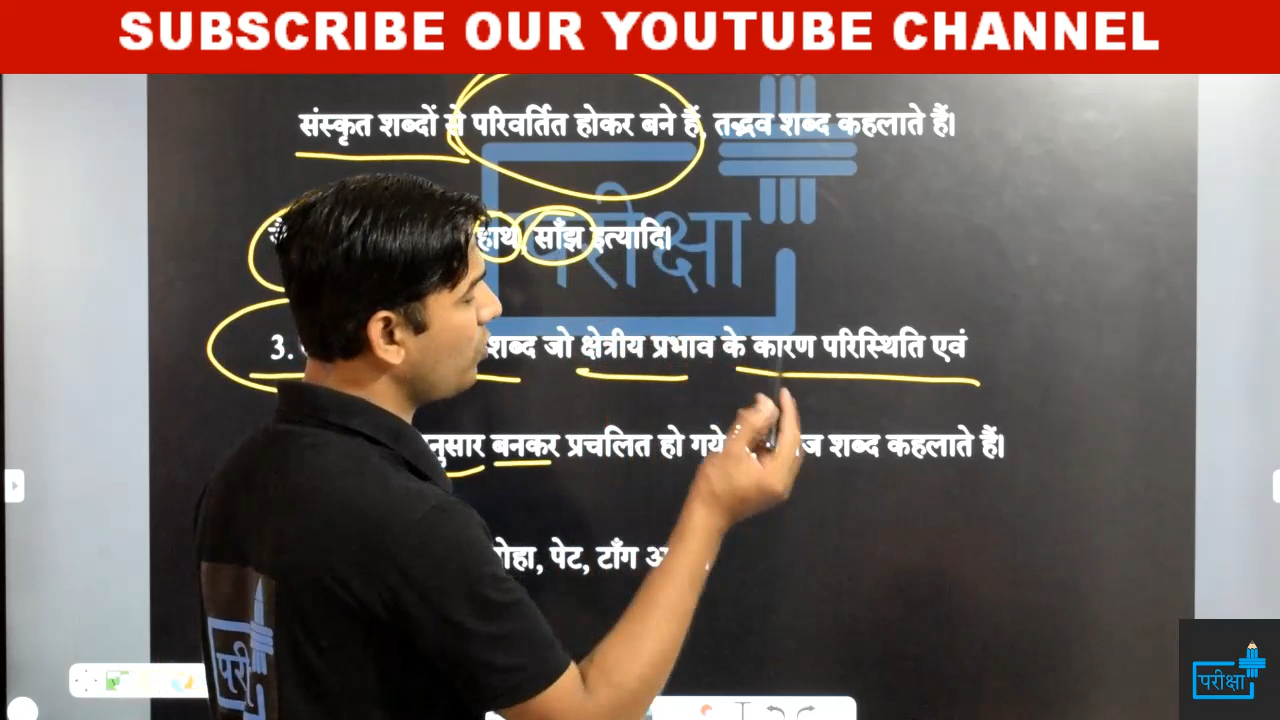 SUBSCRIBE OUR YOUTUBE CHANNEL
संस्कृत शब्दों से परिवर्तित होकर बने हैं, तद्भव शब्द कहलाते हैं।
हाथ, साँझ इत्यादि।
परीक्षा
3. शब्द जो क्षेत्रीय प्रभाव के कारण परिस्थिति एवं
बनकर प्रचलित हो गये शब्द कहलाते हैं।
पेट, टाँग
परीक्षा